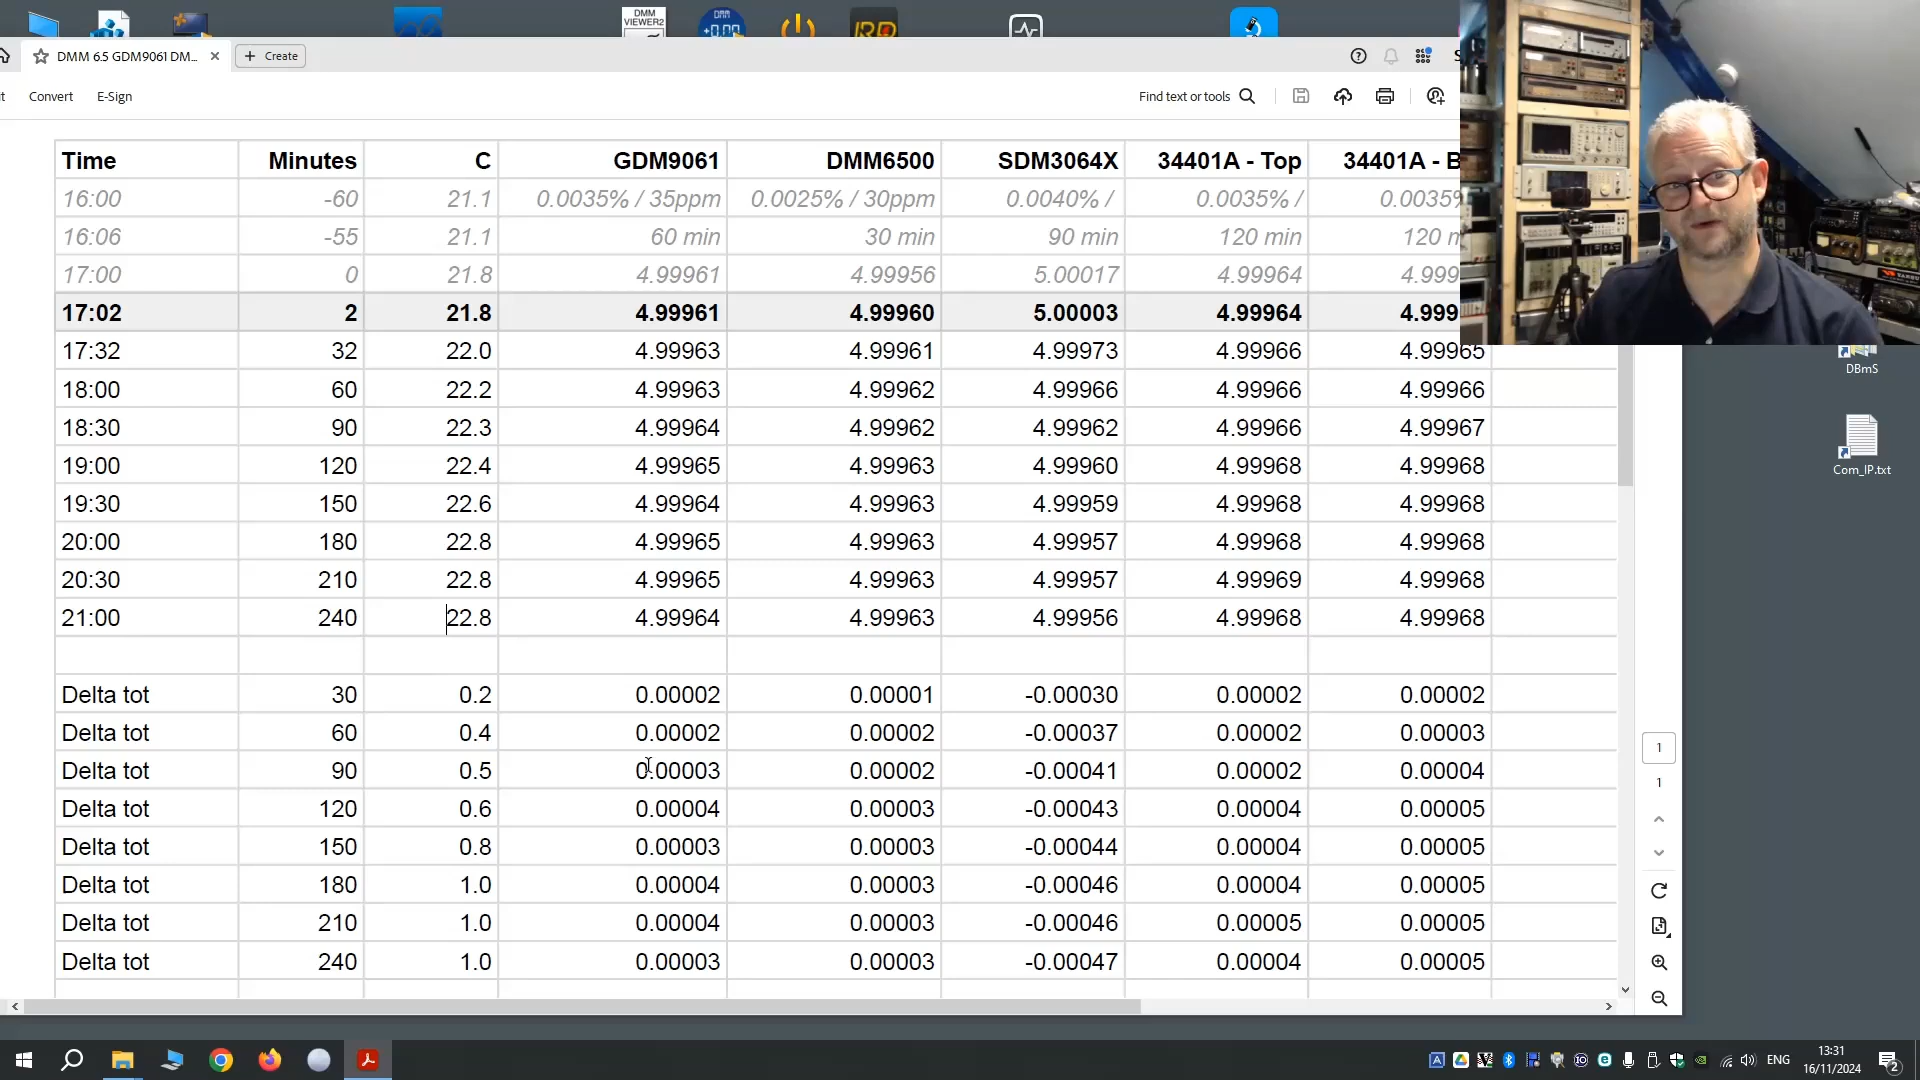 DMM
VIEWER2
DMM
+0.00
RD
DMM 6.5 GDM9061 DM...
Create
Convert
E-Sign
Find text or tools
Time Minutes C GDM9061 DMM6500 SDM3064X 34401A - Top 34401A - B
16:00 -60 21.1 0.0035% / 35ppm 0.0025% / 30ppm 0.0040% / 0.0035% / 0.0035%
16:06 -55 21.1 60 min 30 min 90 min 120 min 120 m
17:00 0 21.8 4.99961 4.99956 5.00017 4.99964 4.999
17:02 2 21.8 4.99961 4.99960 5.00003 4.99964 4.999
17:32 32 22.0 4.99963 4.99961 4.99973 4.99966 4.99965
18:00 60 22.2 4.99963 4.99962 4.99966 4.99966 4.99966
18:30 90 22.3 4.99964 4.99962 4.99962 4.99966 4.99967
19:00 120 22.4 4.99965 4.99963 4.99960 4.99968 4.99968
19:30 150 22.6 4.99964 4.99963 4.99959 4.99968 4.99968
20:00 180 22.8 4.99965 4.99963 4.99957 4.99968 4.99968
20:30 210 22.8 4.99965 4.99963 4.99957 4.99969 4.99968
21:00 240 22.8 4.99964 4.99963 4.99956 4.99968 4.99968
Delta tot 30 0.2 0.00002 0.00001 -0.00030 0.00002 0.00002
Delta tot 60 0.4 0.00002 0.00002 -0.00037 0.00002 0.00003
Delta tot 90 0.5 0.00003 0.00002 -0.00041 0.00002 0.00004
Delta tot 120 0.6 0.00004 0.00003 -0.00043 0.00004 0.00005
Delta tot 150 0.8 0.00003 0.00003 -0.00044 0.00004 0.00005
Delta tot 180 1.0 0.00004 0.00003 -0.00046 0.00004 0.00005
Delta tot 210 1.0 0.00004 0.00003 -0.00046 0.00005 0.00005
Delta tot 240 1.0 0.00003 0.00003 -0.00047 0.00004 0.00005
DBmS
Com_IP.txt
1
1
ENG
13:31
16/11/2024
2